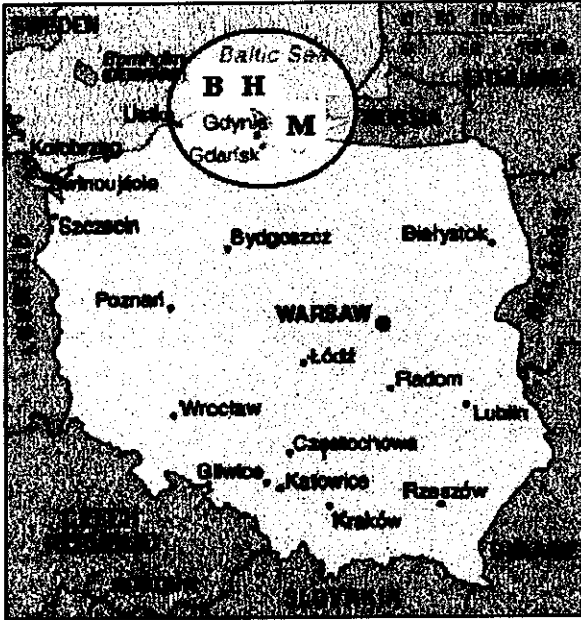 SWEDEN
Baltic Sea
B H
M
Gdynia
Gdańsk
Kołobrzeg
Świnoujście
Szczecin
Bydgoszcz
Białystok
Poznań
WARSAW
Łódź
Radom
Wrocław
Lublin
Częstochowa
Gliwice
Katowice
Rzeszów
Kraków
SLOVAKIA